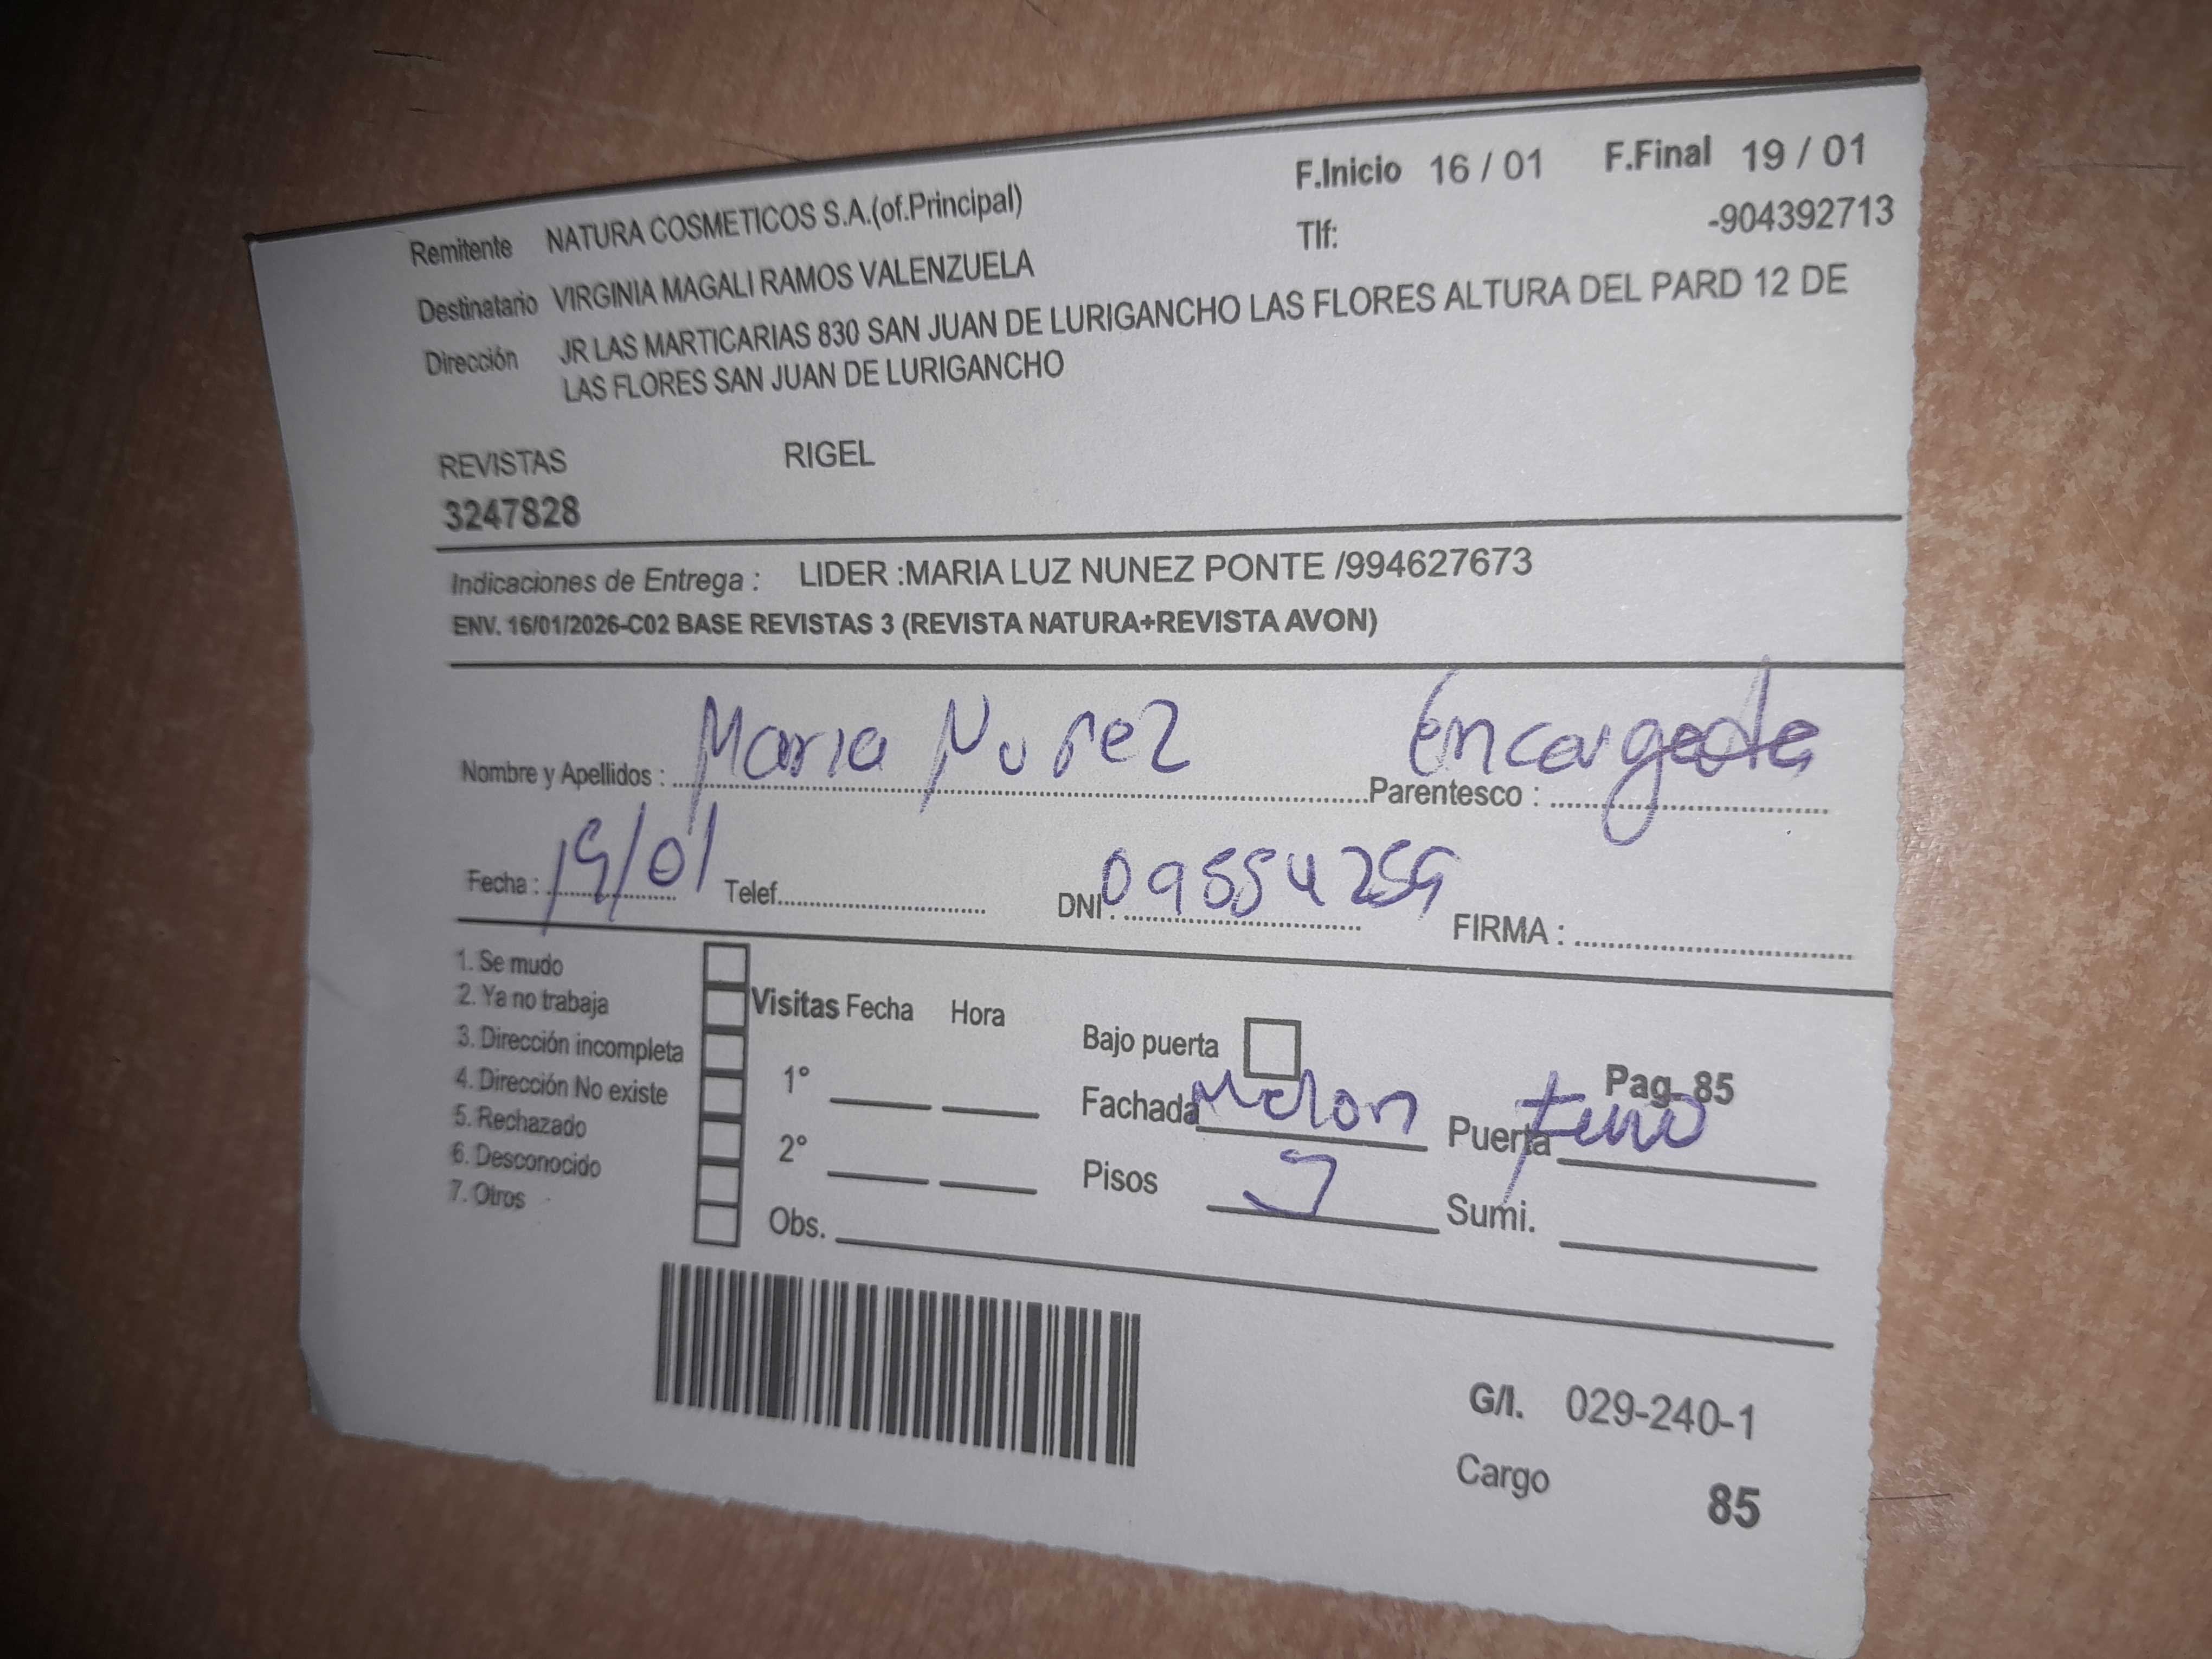 F.Inicio 16 / 01 F.Final 19 / 01
Remitente NATURA COSMETICOS S.A.(of.Principal) Tlf: -904392713
Destinatario VIRGINIA MAGALI RAMOS VALENZUELA
Dirección JR LAS MARTICARIAS 830 SAN JUAN DE LURIGANCHO LAS FLORES ALTURA DEL PARD 12 DE
LAS FLORES SAN JUAN DE LURIGANCHO
REVISTAS RIGEL
3247828
Indicaciones de Entrega : LIDER :MARIA LUZ NUNEZ PONTE /994627673
ENV. 16/01/2026-C02 BASE REVISTAS 3 (REVISTA NATURA+REVISTA AVON)
Nombre y Apellidos : Maria Nuñez Parentesco : Encargada
Fecha : 19/01 Telef. DNI. FIRMA :
1. Se mudo
2. Ya no trabaja
3. Dirección incompleta
4. Dirección No existe
5. Rechazado
6. Desconocido
7. Otros
Visitas Fecha Hora
1°
2°
Obs.
Bajo puerta
Fachada Melon Puerta
Pisos Sumi.
Pag. 85
G/I. 029-240-1
Cargo 85